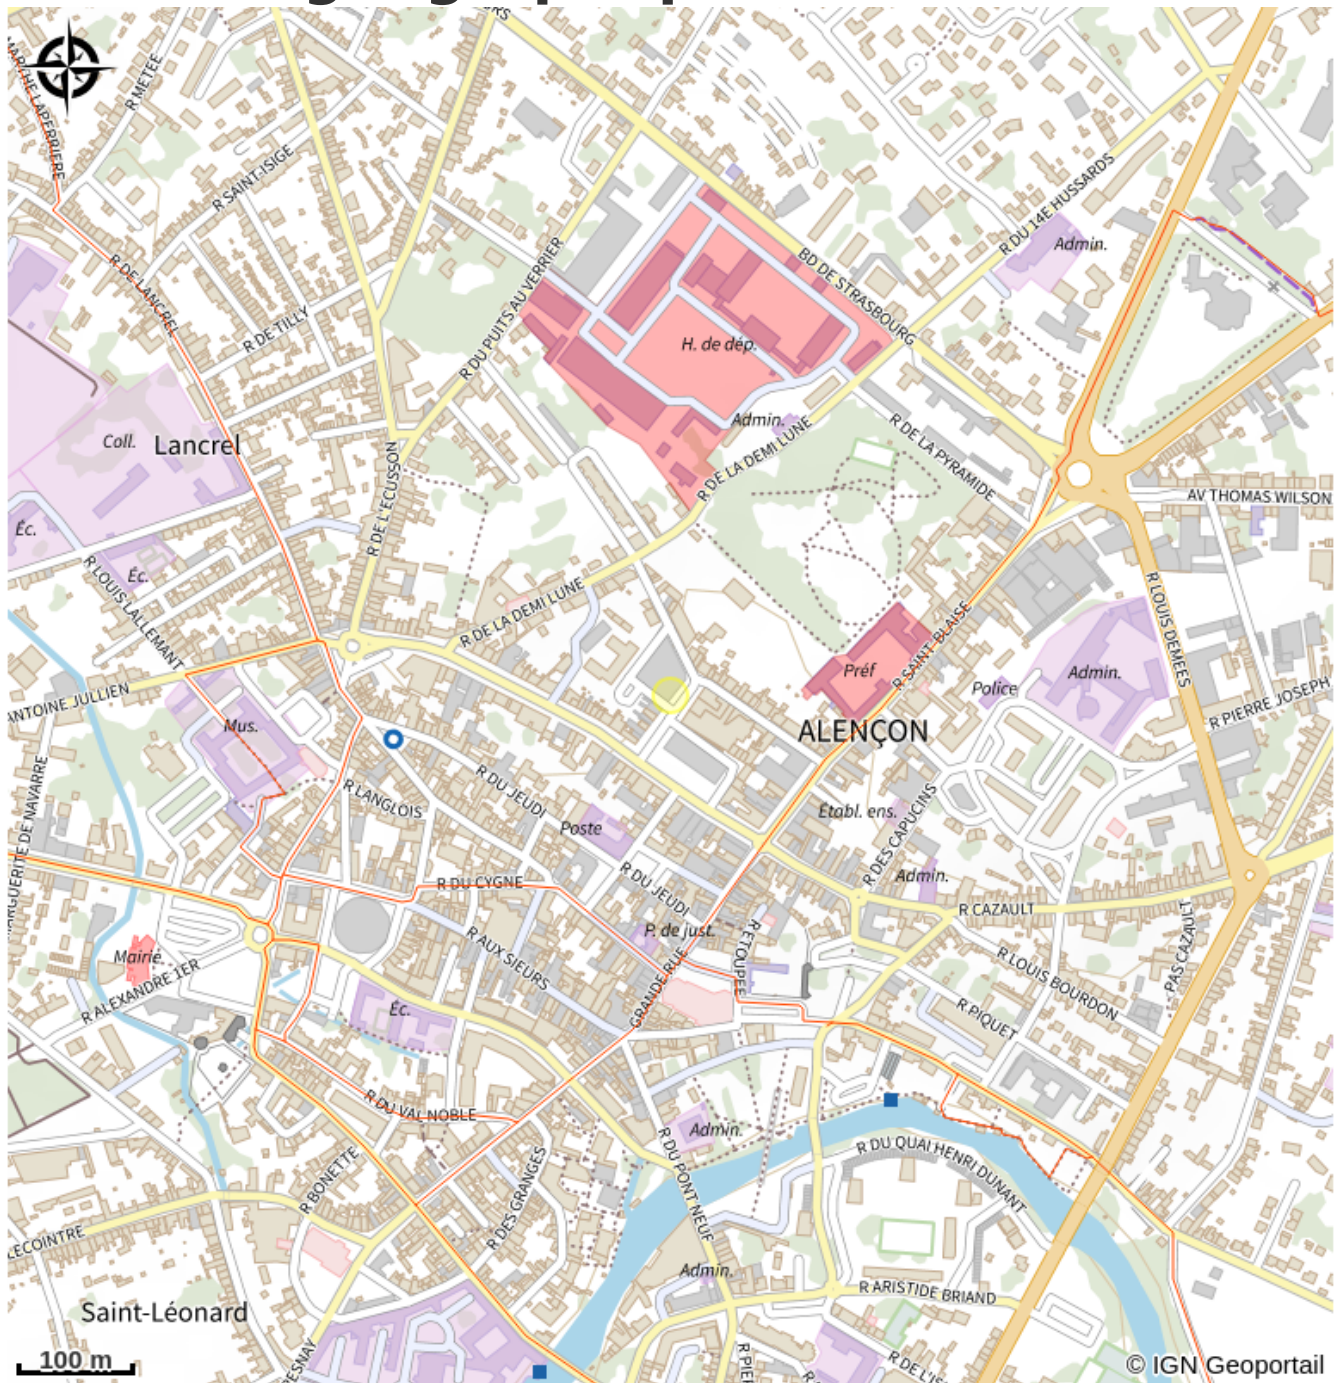 R METEE
R SAINT-ISIGE
R DE LANCREL
R DE TILLY
R DU PUITS AU VERRIER
BD DE STRASBOURG
R DU 14E HUSSARDS
Admin.
H. de dép.
Admin.
R DE LA DEMI LUNE
R DE LA PYRAMIDE
AV THOMAS WILSON
Coll.
Lancrel
Éc.
Éc.
R DE L'ECUSSON
R LOUIS LALLEMANT
R DE LA DEMI LUNE
R SAINT-BLAISE
R LOUIS DEMEES
Préf
Police
Admin.
R PIERRE JOSEPH
ANTOINE JULLIEN
Mus.
ALENÇON
R LANGLOIS
R DU JEUDI
Poste
Établ. ens.
R DES CAPUCINS
Admin.
R DU CYGNE
R DU JEUDI
P. de just.
R ETOUPEE
R CAZAULT
PAS CAZAULT
R LOUIS BOURDON
R PIQUET
Mairie
R ALEXANDRE 1ER
R AUX SIEURS
GRANDE RUE
Éc.
R DU VAL NOBLE
R BONETTE
R DES GRANGES
Admin.
R DU PONT NEUF
R DU QUAI HENRI DUNANT
LECOINTRE
Admin.
R ARISTIDE BRIAND
Saint-Léonard
100 m
© IGN Geoportail